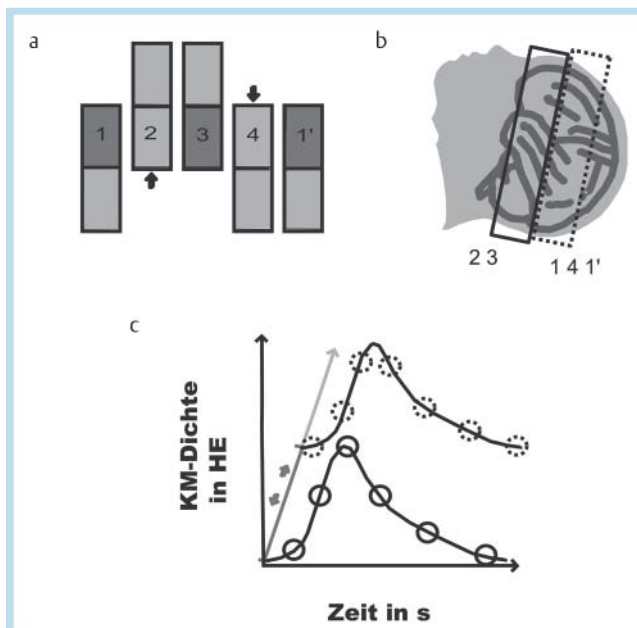 a
1 2 3 4 1'
b
2 3 1 4 1'
c
KM-Dichte
in HE
Zeit in s